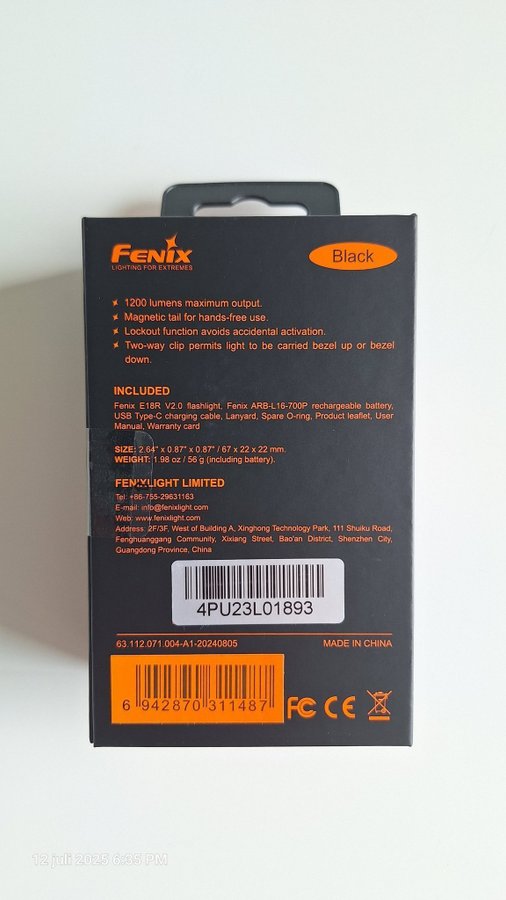 FENIX
LIGHTING FOR EXTREMES
Black
1200 lumens maximum output.
Magnetic tail for hands-free use.
Lockout function avoids accidental activation.
Two-way clip permits light to be carried bezel up or bezel
down.
INCLUDED
Fenix E18R V2.0 flashlight, Fenix ARB-L16-700P rechargeable battery,
USB Type-C charging cable, Lanyard, Spare O-ring, Product leaflet, User
Manual, Warranty card
SIZE: 2.64" x 0.87" x 0.87" / 67 x 22 x 22 mm.
WEIGHT: 1.98 oz / 56 g (including battery).
FENIXLIGHT LIMITED
Tel: +86-755-29631163
E-mail: info@fenixlight.com
Web: www.fenixlight.com
Address: 2F/3F, West of Building A, Xinghong Technology Park, 111 Shuiku Road,
Fenghuanggang Community, Xixiang Street, Bao'an District, Shenzhen City,
Guangdong Province, China
4PU23L01893
63.112.071.004-A1-20240805
MADE IN CHINA
6 942870 311487
FC CE
12 juli 2025 6:35 PM